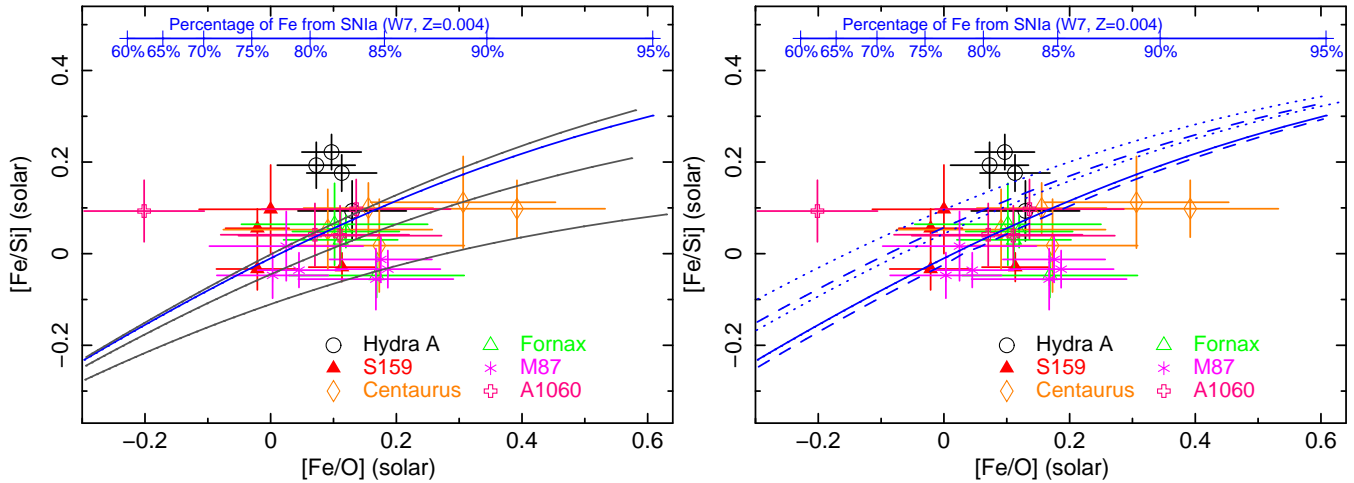 Percentage of Fe from SNIa (W7, Z=0.004)
60% 65% 70% 75% 80% 85% 90% 95%
[Fe/Si] (solar)
0.4
0.2
0
−0.2
Hydra A
S159
Centaurus
Fornax
M87
A1060
−0.2 0 0.2 0.4 0.6
[Fe/O] (solar)
Percentage of Fe from SNIa (W7, Z=0.004)
60% 65% 70% 75% 80% 85% 90% 95%
[Fe/Si] (solar)
0.4
0.2
0
−0.2
Hydra A
S159
Centaurus
Fornax
M87
A1060
−0.2 0 0.2 0.4 0.6
[Fe/O] (solar)